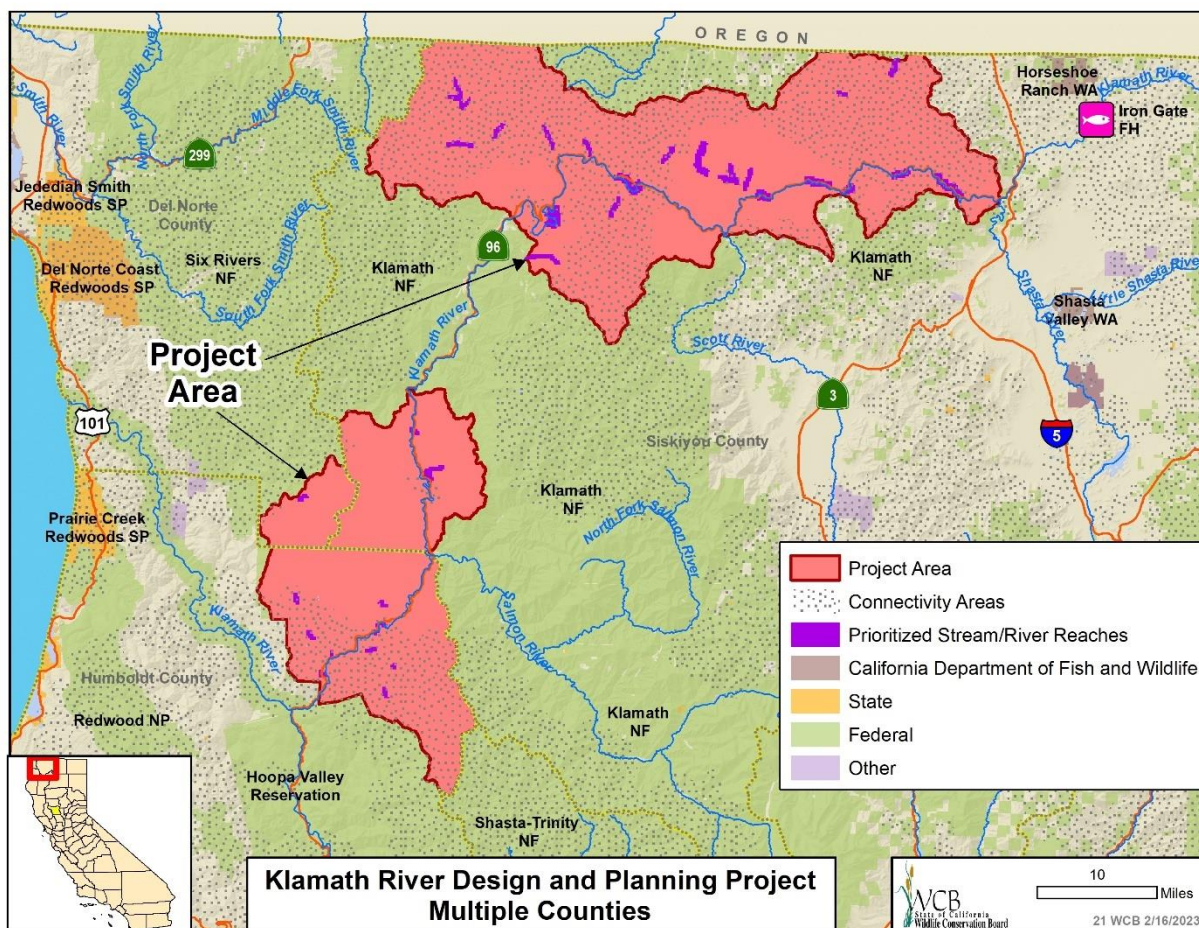 OREGON
Smith River
North Fork Smith River
Middle Fork Smith River
299
Horseshoe
Ranch WA
Klamath River
Iron Gate
FH
Jedediah Smith
Redwoods SP
Del Norte
County
Six Rivers
NF
South Fork Smith River
Del Norte Coast
Redwoods SP
Klamath
NF
96
Klamath
NF
Klamath River
Shasta River
Little Shasta River
Shasta
Valley WA
Scott River
Project
Area
101
3
5
Siskiyou County
Klamath
NF
North Fork Salmon River
Prairie Creek
Redwoods SP
Klamath River
Salmon River
Humboldt County
Redwood NP
Klamath
NF
Hoopa Valley
Reservation
Shasta-Trinity
NF
Project Area
Connectivity Areas
Prioritized Stream/River Reaches
California Department of Fish and Wildlife
State
Federal
Other
Klamath River Design and Planning Project
Multiple Counties
WCB
State of California
Wildlife Conservation Board
10
Miles
21 WCB 2/16/2023